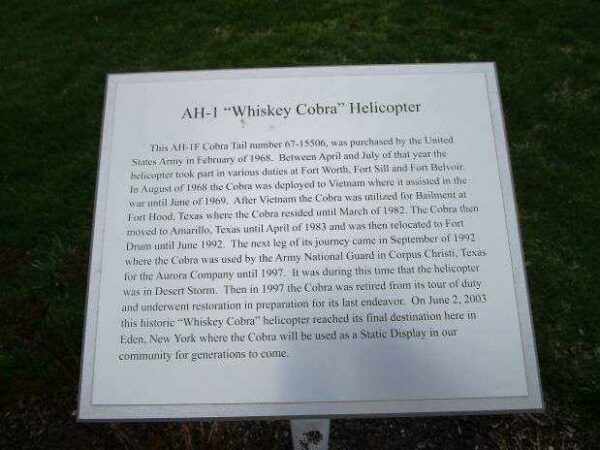 AH-1 “Whiskey Cobra” Helicopter
This AH-1F Cobra Tail number 67-15506, was purchased by the United
States Army in February of 1968. Between April and July of that year the
helicopter took part in various duties at Fort Worth, Fort Sill and Fort Belvoir.
In August of 1968 the Cobra was deployed to Vietnam where it assisted in the
war until June of 1969. After Vietnam the Cobra was utilized for Bailment at
Fort Hood, Texas where the Cobra resided until March of 1982. The Cobra then
moved to Amarillo, Texas until April of 1983 and was then relocated to Fort
Drum until June 1992. The next leg of its journey came in September of 1992
where the Cobra was used by the Army National Guard in Corpus Christi, Texas
for the Aurora Company until 1997. It was during this time that the helicopter
was in Desert Storm. Then in 1997 the Cobra was retired from its tour of duty
and underwent restoration in preparation for its last endeavor. On June 2, 2003
this historic “Whiskey Cobra” helicopter reached its final destination here in
Eden, New York where the Cobra will be used as a Static Display in our
community for generations to come.